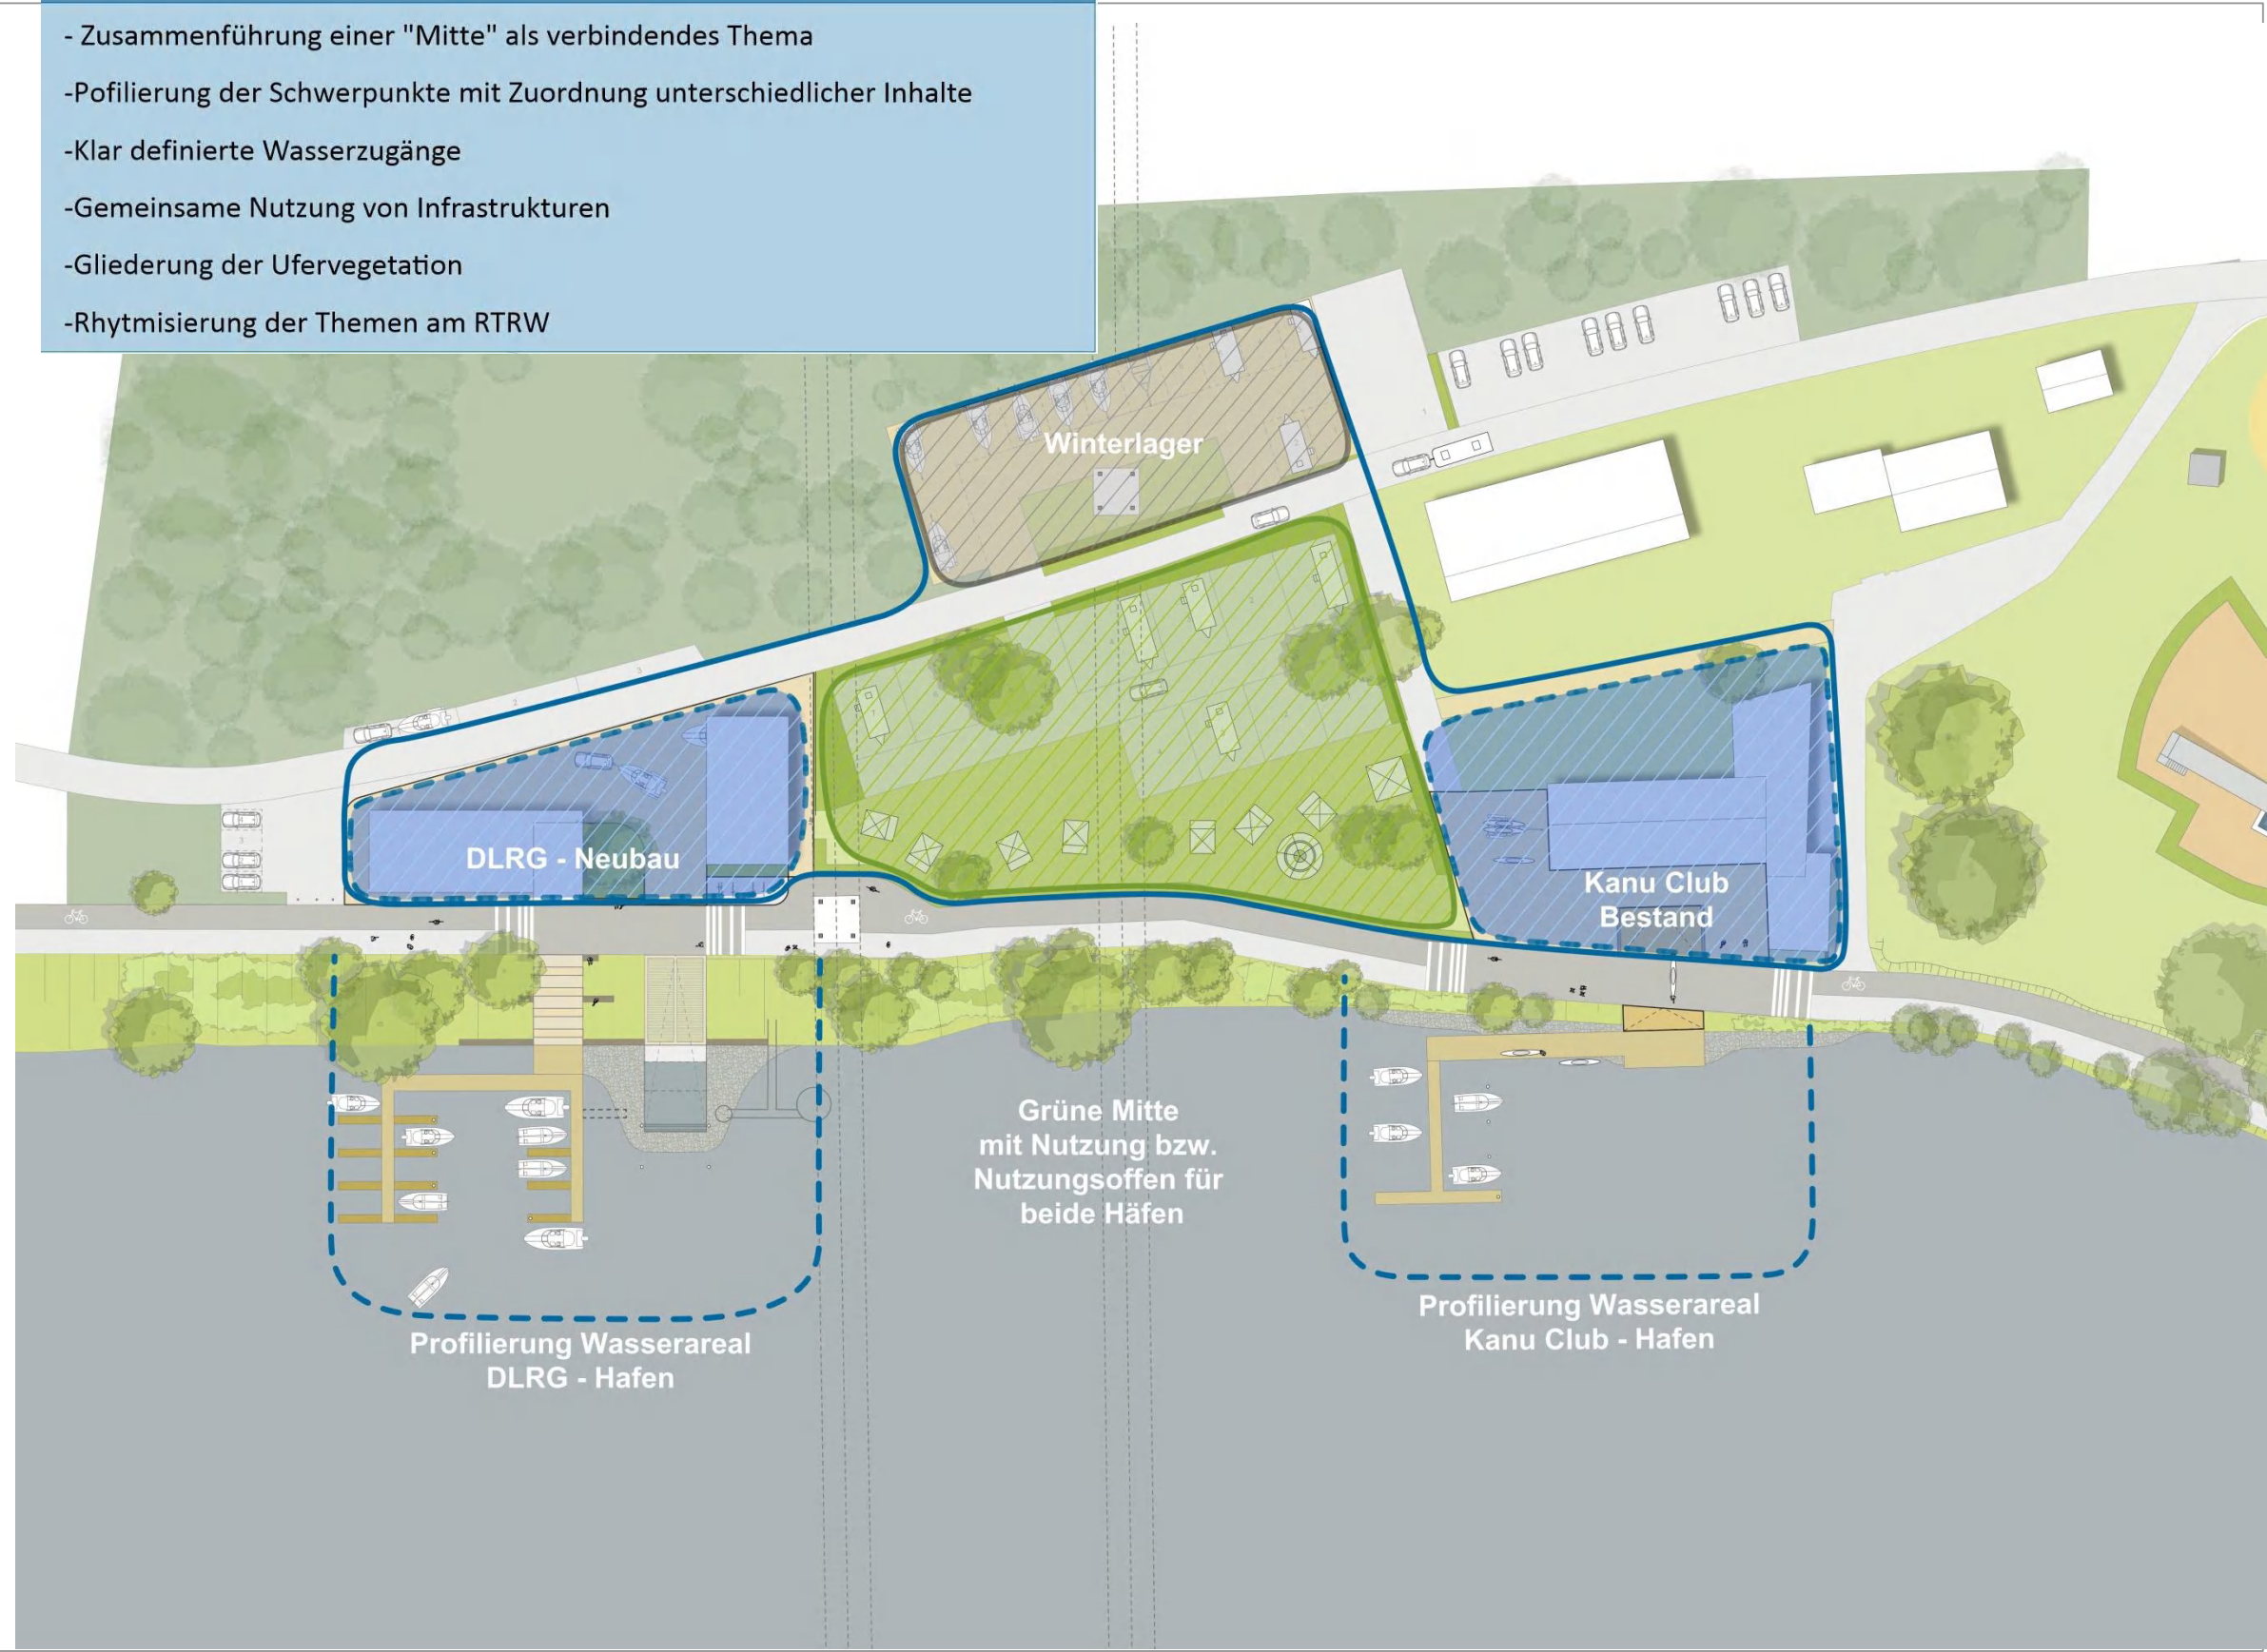 - Zusammenführung einer "Mitte" als verbindendes Thema
-Pofilierung der Schwerpunkte mit Zuordnung unterschiedlicher Inhalte
-Klar definierte Wasserzugänge
-Gemeinsame Nutzung von Infrastrukturen
-Gliederung der Ufervegetation
-Rhytmisierung der Themen am RTRW
Winterlager
DLRG - Neubau
Kanu Club
Bestand
Grüne Mitte
mit Nutzung bzw.
Nutzungsoffen für
beide Häfen
Profilierung Wasserareal
DLRG - Hafen
Profilierung Wasserareal
Kanu Club - Hafen